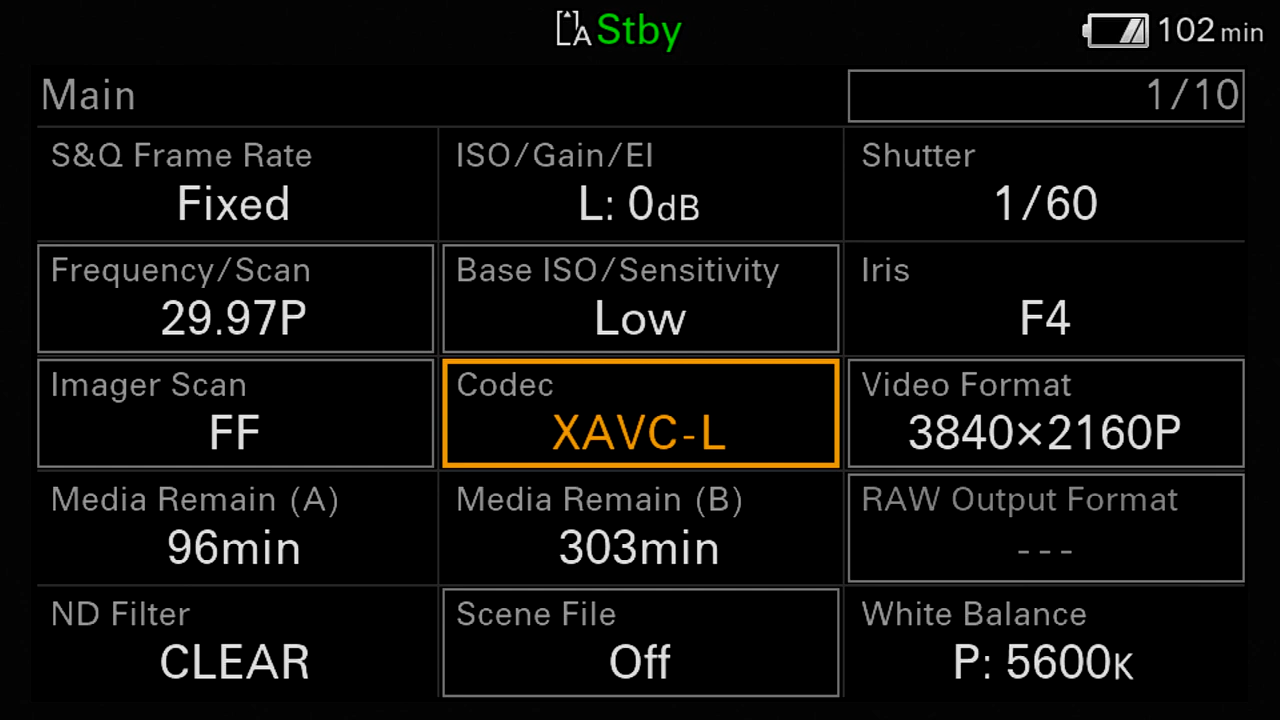 A Stby 102 min
Main 1/10
S&Q Frame Rate ISO/Gain/EI Shutter
Fixed L: 0dB 1/60
Frequency/Scan Base ISO/Sensitivity Iris
29.97P Low F4
Imager Scan Codec Video Format
FF XAVC-L 3840×2160P
Media Remain (A) Media Remain (B) RAW Output Format
96min 303min ---
ND Filter Scene File White Balance
CLEAR Off P: 5600K